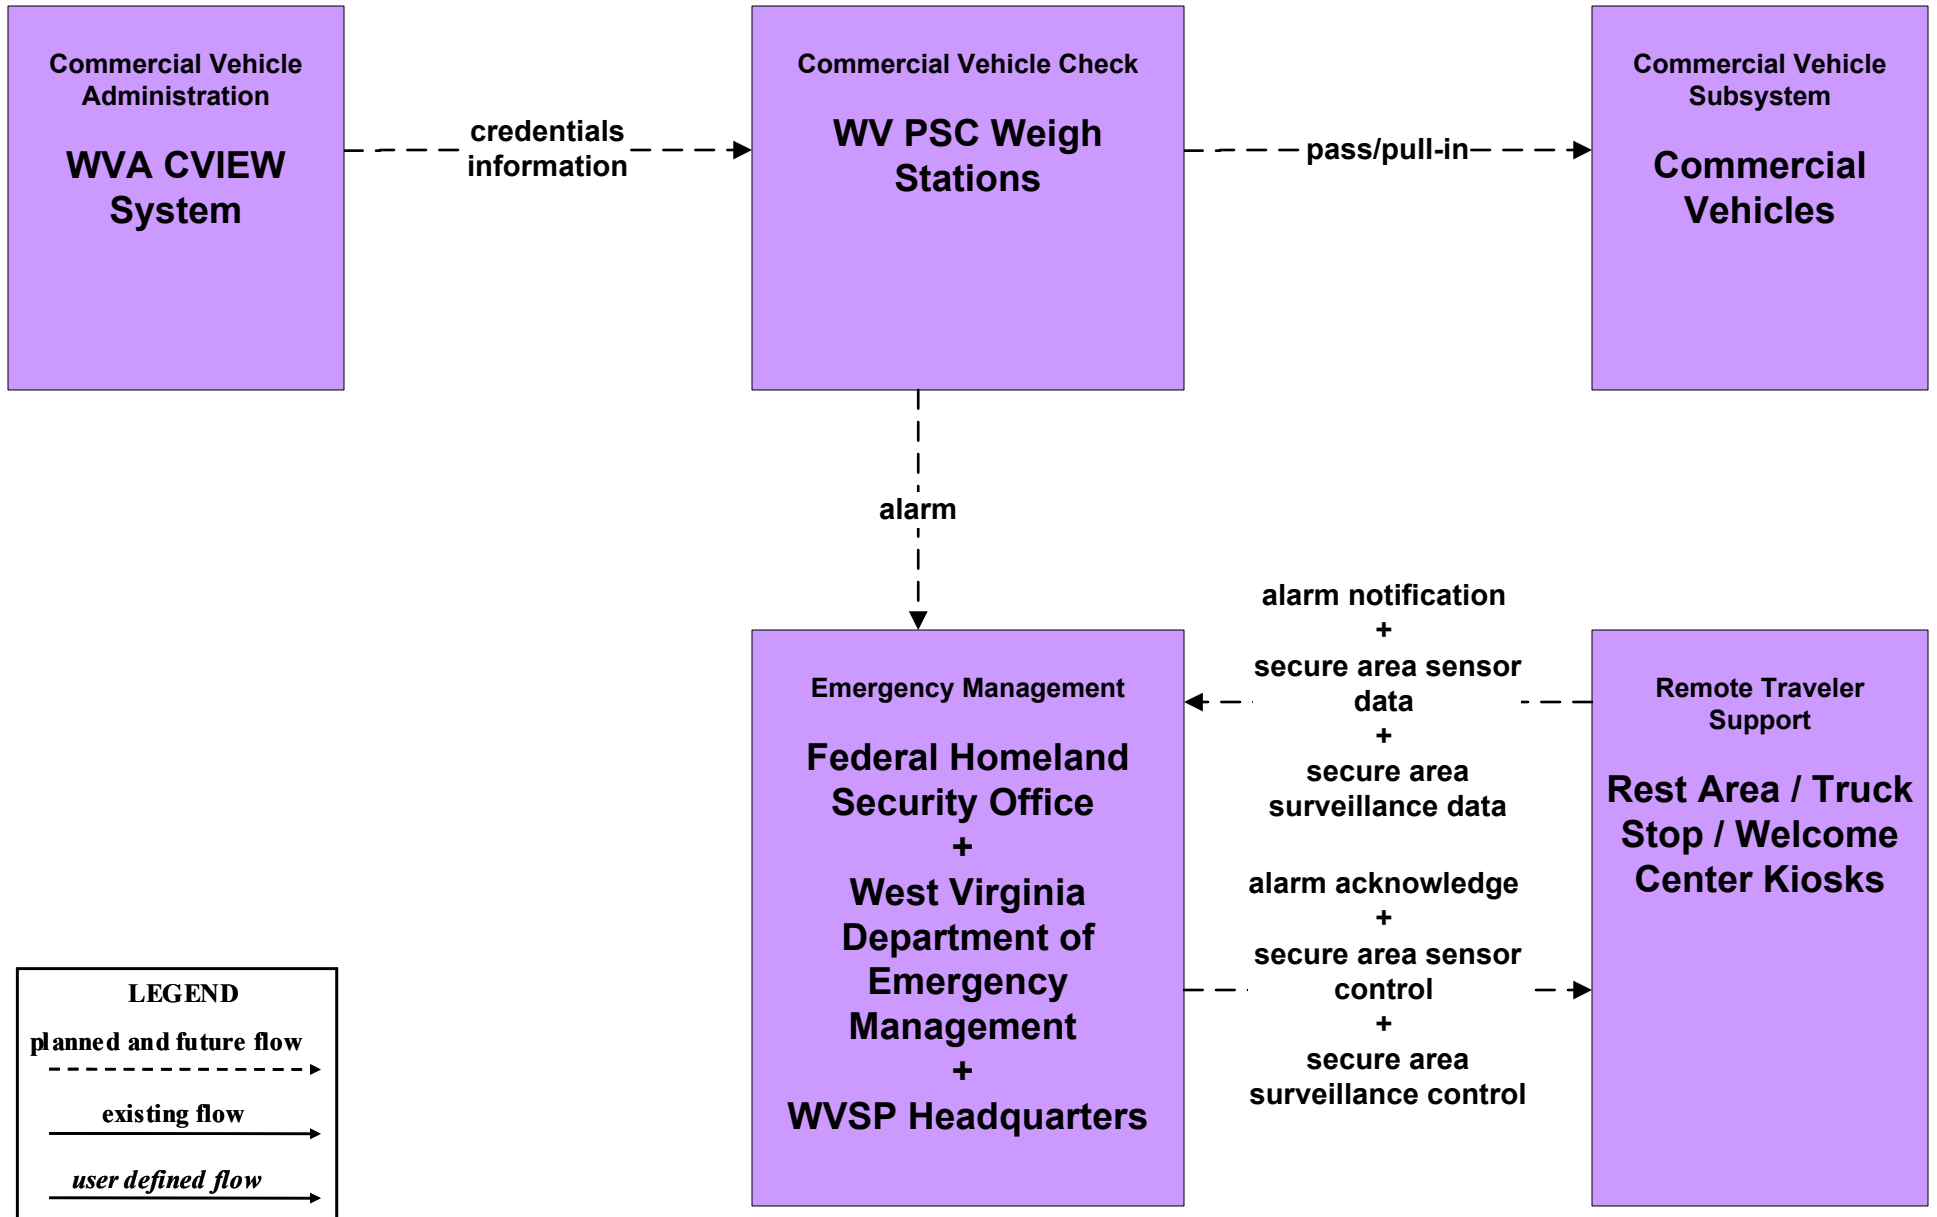 Commercial Vehicle
Administration
WVA CVIEW
System
credentials
information
Commercial Vehicle Check
WV PSC Weigh
Stations
pass/pull-in
Commercial Vehicle
Subsystem
Commercial
Vehicles
alarm
Emergency Management
Federal Homeland
Security Office
+
West Virginia
Department of
Emergency
Management
+
WVSP Headquarters
alarm notification
+
secure area sensor
data
+
secure area
surveillance data
alarm acknowledge
+
secure area sensor
control
+
secure area
surveillance control
Remote Traveler
Support
Rest Area / Truck
Stop / Welcome
Center Kiosks
LEGEND
planned and future flow
existing flow
user defined flow